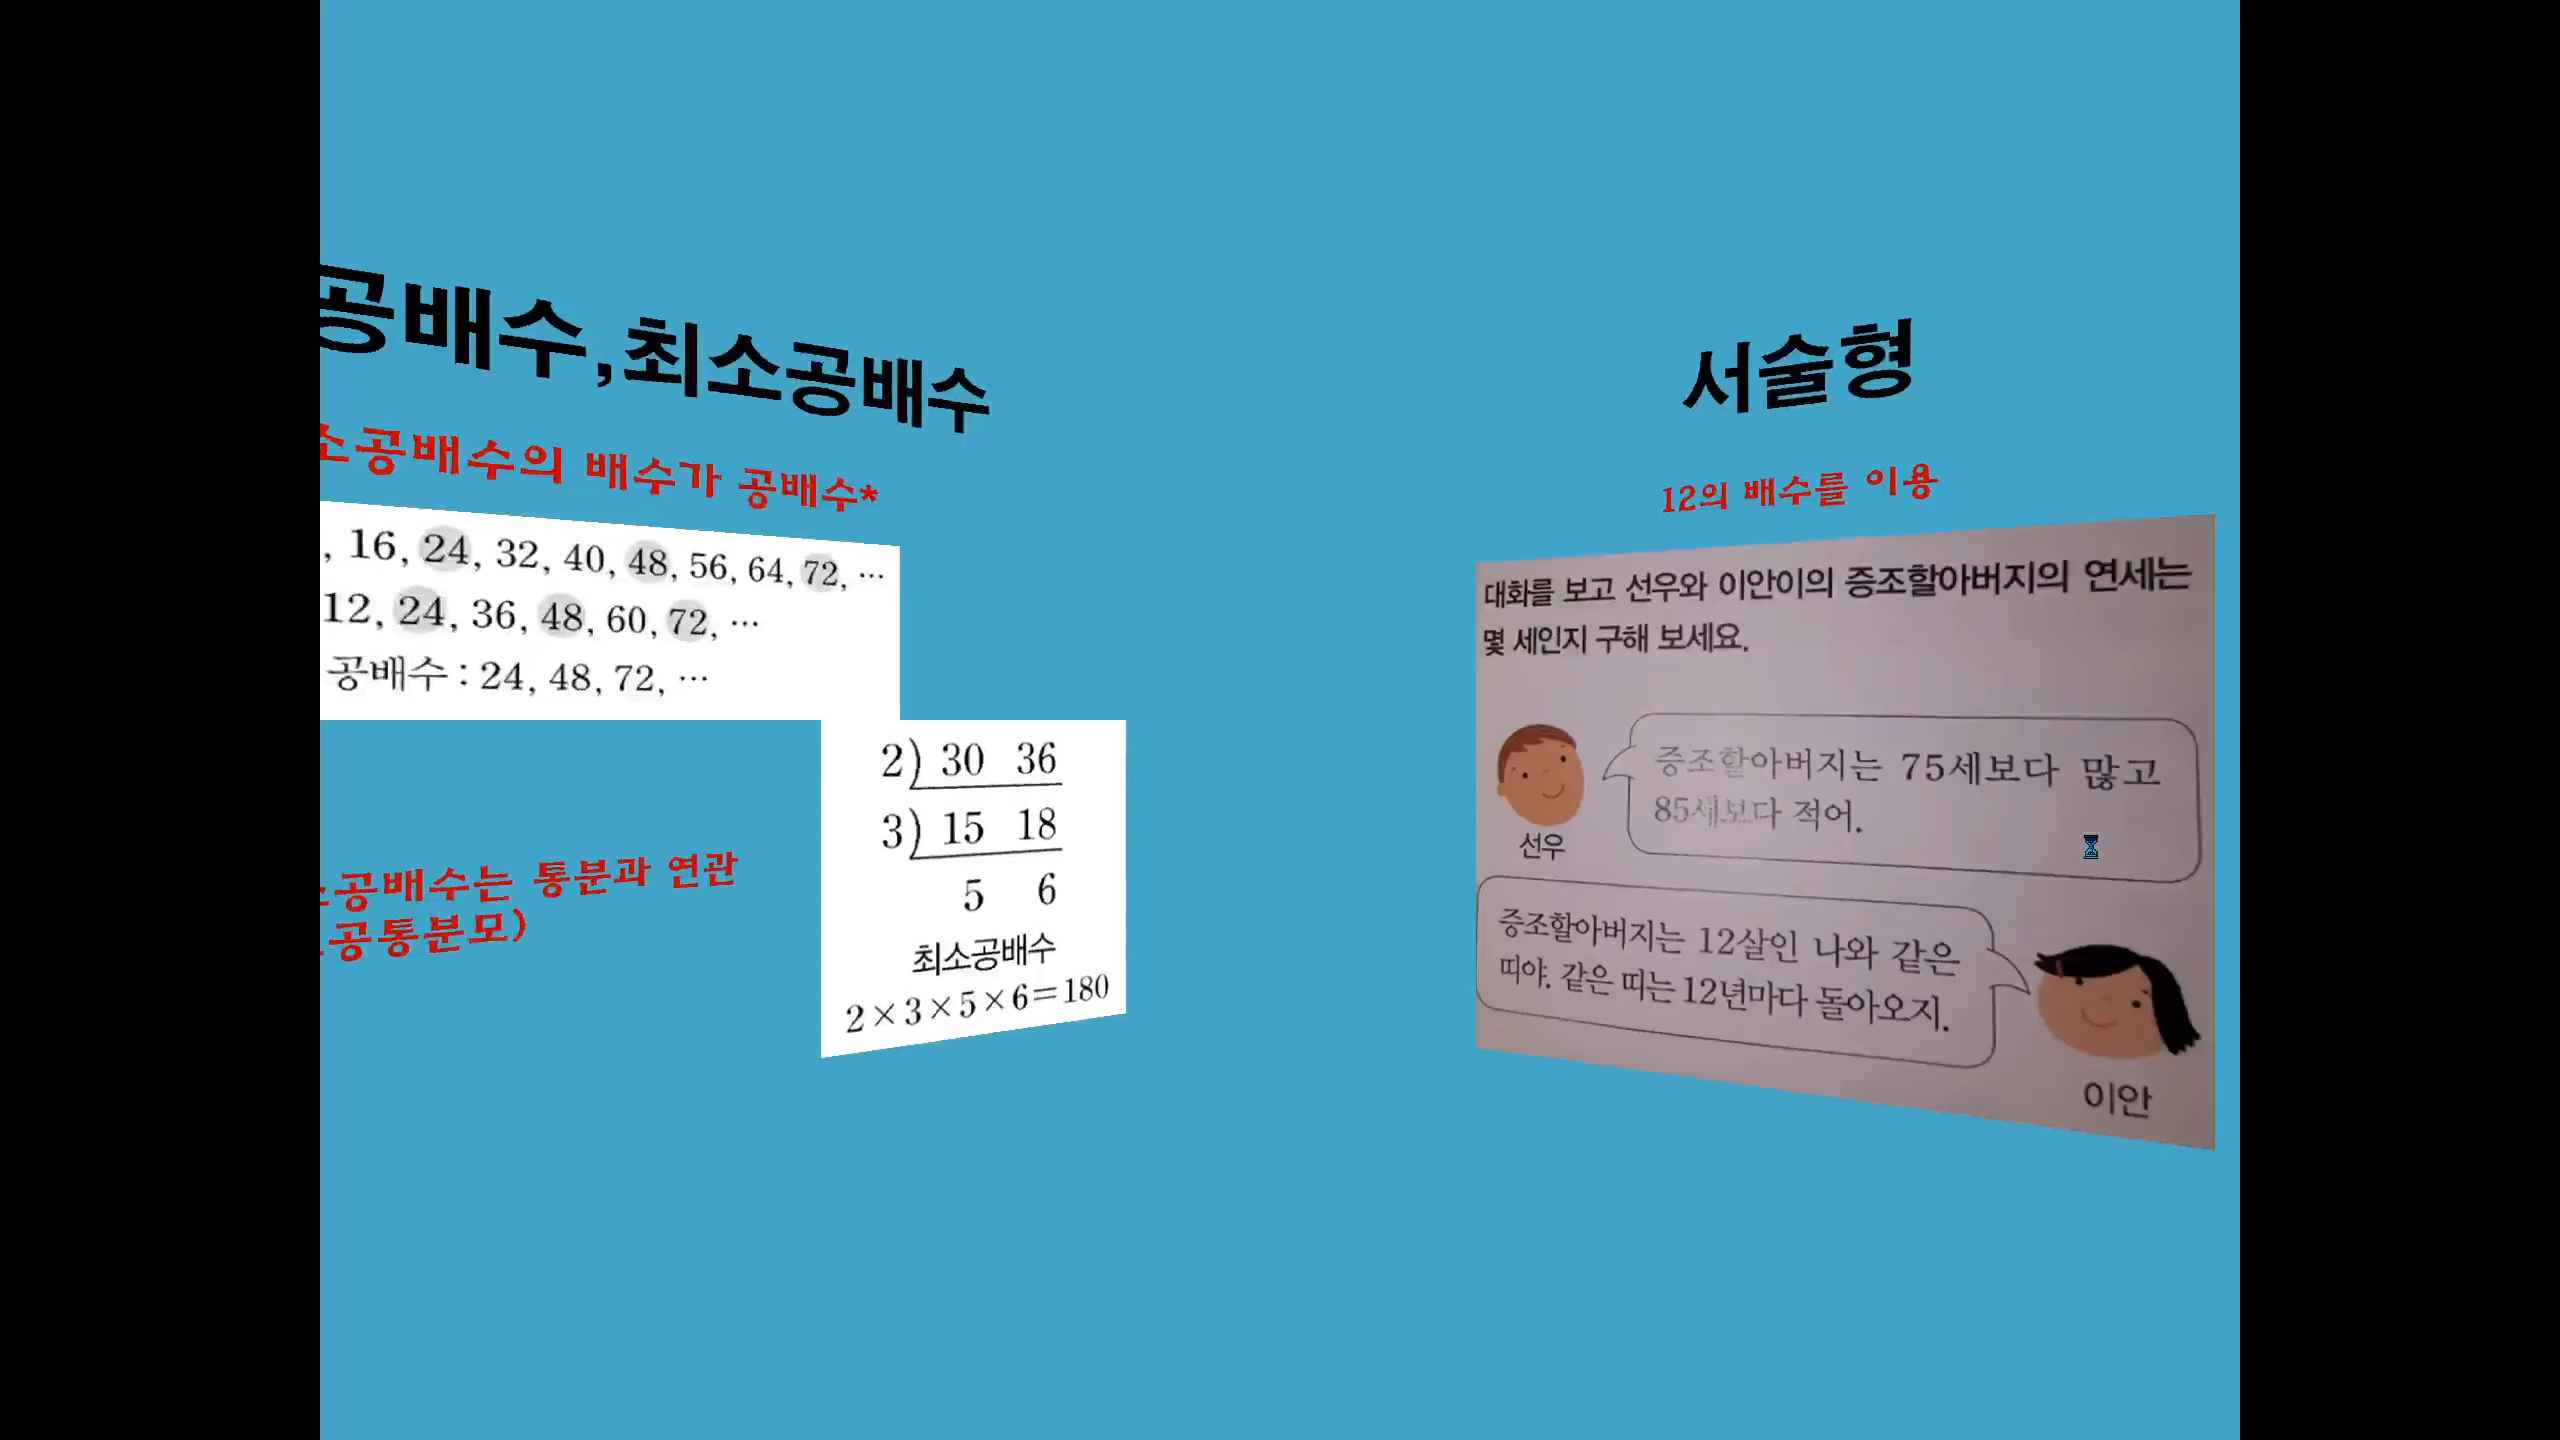 공배수,최소공배수
소공배수의 배수가 공배수*
, 16, 24, 32, 40, 48, 56, 64, 72, ···
12, 24, 36, 48, 60, 72, ···
공배수 : 24, 48, 72, ···
공배수는 통분과 연관
공통분모)
2) 30 36
3) 15 18
5 6
최소공배수
2×3×5×6=180
서술형
12의 배수를 이용
대화를 보고 선우와 이안이의 증조할아버지의 연세는
몇 세인지 구해 보세요.
증조할아버지는 75세보다 많고
85세보다 적어.
선우
증조할아버지는 12살인 나와 같은
띠야. 같은 띠는 12년마다 돌아오지.
이안